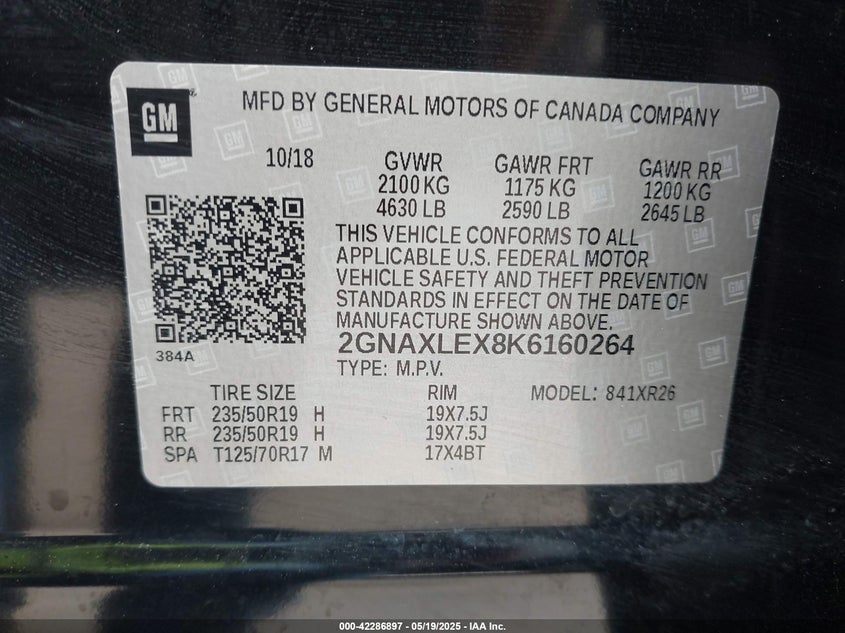 GM
MFD BY GENERAL MOTORS OF CANADA COMPANY
10/18 GVWR GAWR FRT GAWR RR
2100 KG 1175 KG 1200 KG
4630 LB 2590 LB 2645 LB
THIS VEHICLE CONFORMS TO ALL
APPLICABLE U.S. FEDERAL MOTOR
VEHICLE SAFETY AND THEFT PREVENTION
STANDARDS IN EFFECT ON THE DATE OF
MANUFACTURE SHOWN ABOVE.
384A
2GNAXLEX8K6160264
TYPE: M.P.V.
TIRE SIZE RIM MODEL: 841XR26
FRT 235/50R19 H 19X7.5J
RR 235/50R19 H 19X7.5J
SPA T125/70R17 M 17X4BT
000-42286897 - 05/19/2025 - IAA Inc.